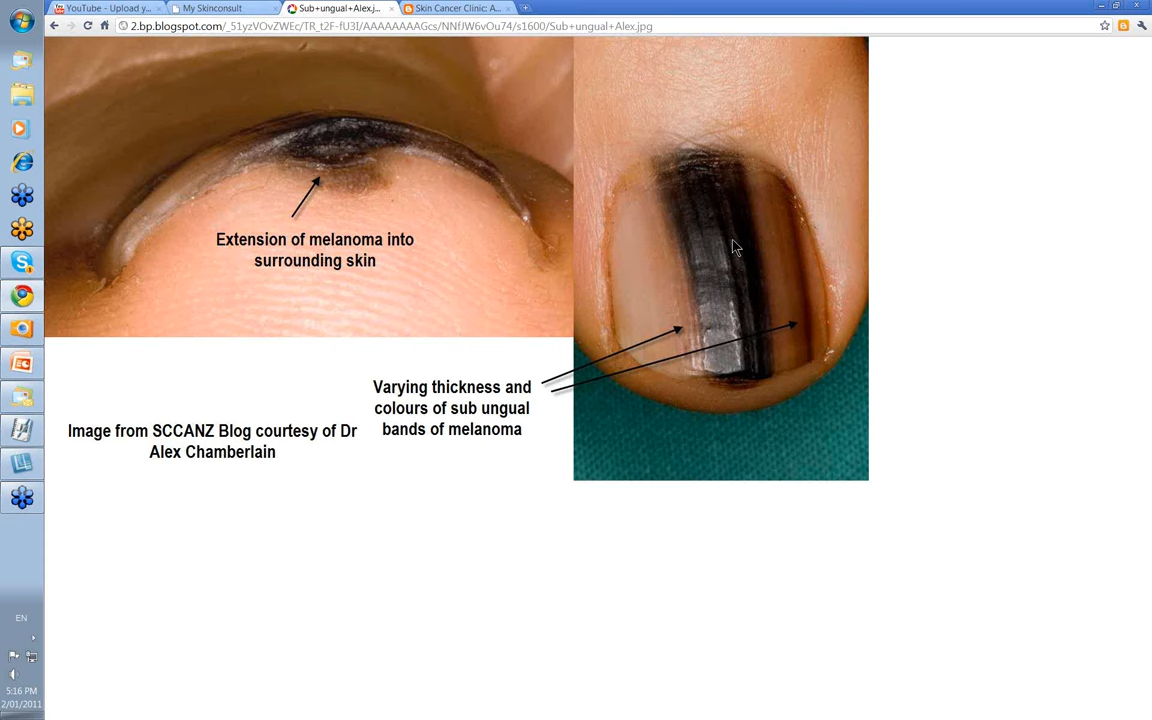 YouTube - Upload y...
My Skinconsult
Sub+ungual+Alex.jp...
Skin Cancer Clinic: A...
2.bp.blogspot.com/_51yzVOvZWEc/TR_t2F-fU3I/AAAAAAAAGcs/NNfJW6vOu74/s1600/Sub+ungual+Alex.jpg
Extension of melanoma into
surrounding skin
Varying thickness and
colours of sub ungual
bands of melanoma
Image from SCCANZ Blog courtesy of Dr
Alex Chamberlain
EN
5:16 PM
2/01/2011